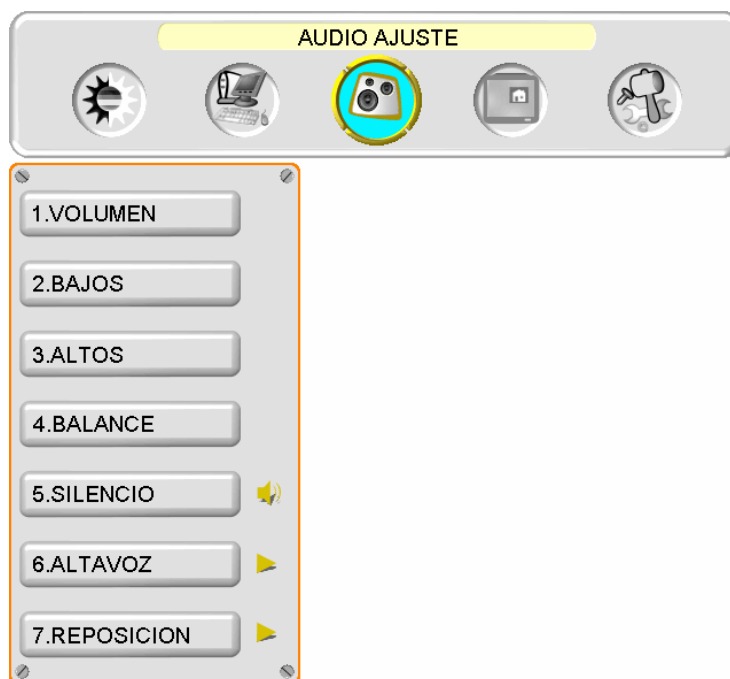 AUDIO AJUSTE
1.VOLUMEN
2.BAJOS
3.ALTOS
4.BALANCE
5.SILENCIO
6.ALTAVOZ
7.REPOSICION